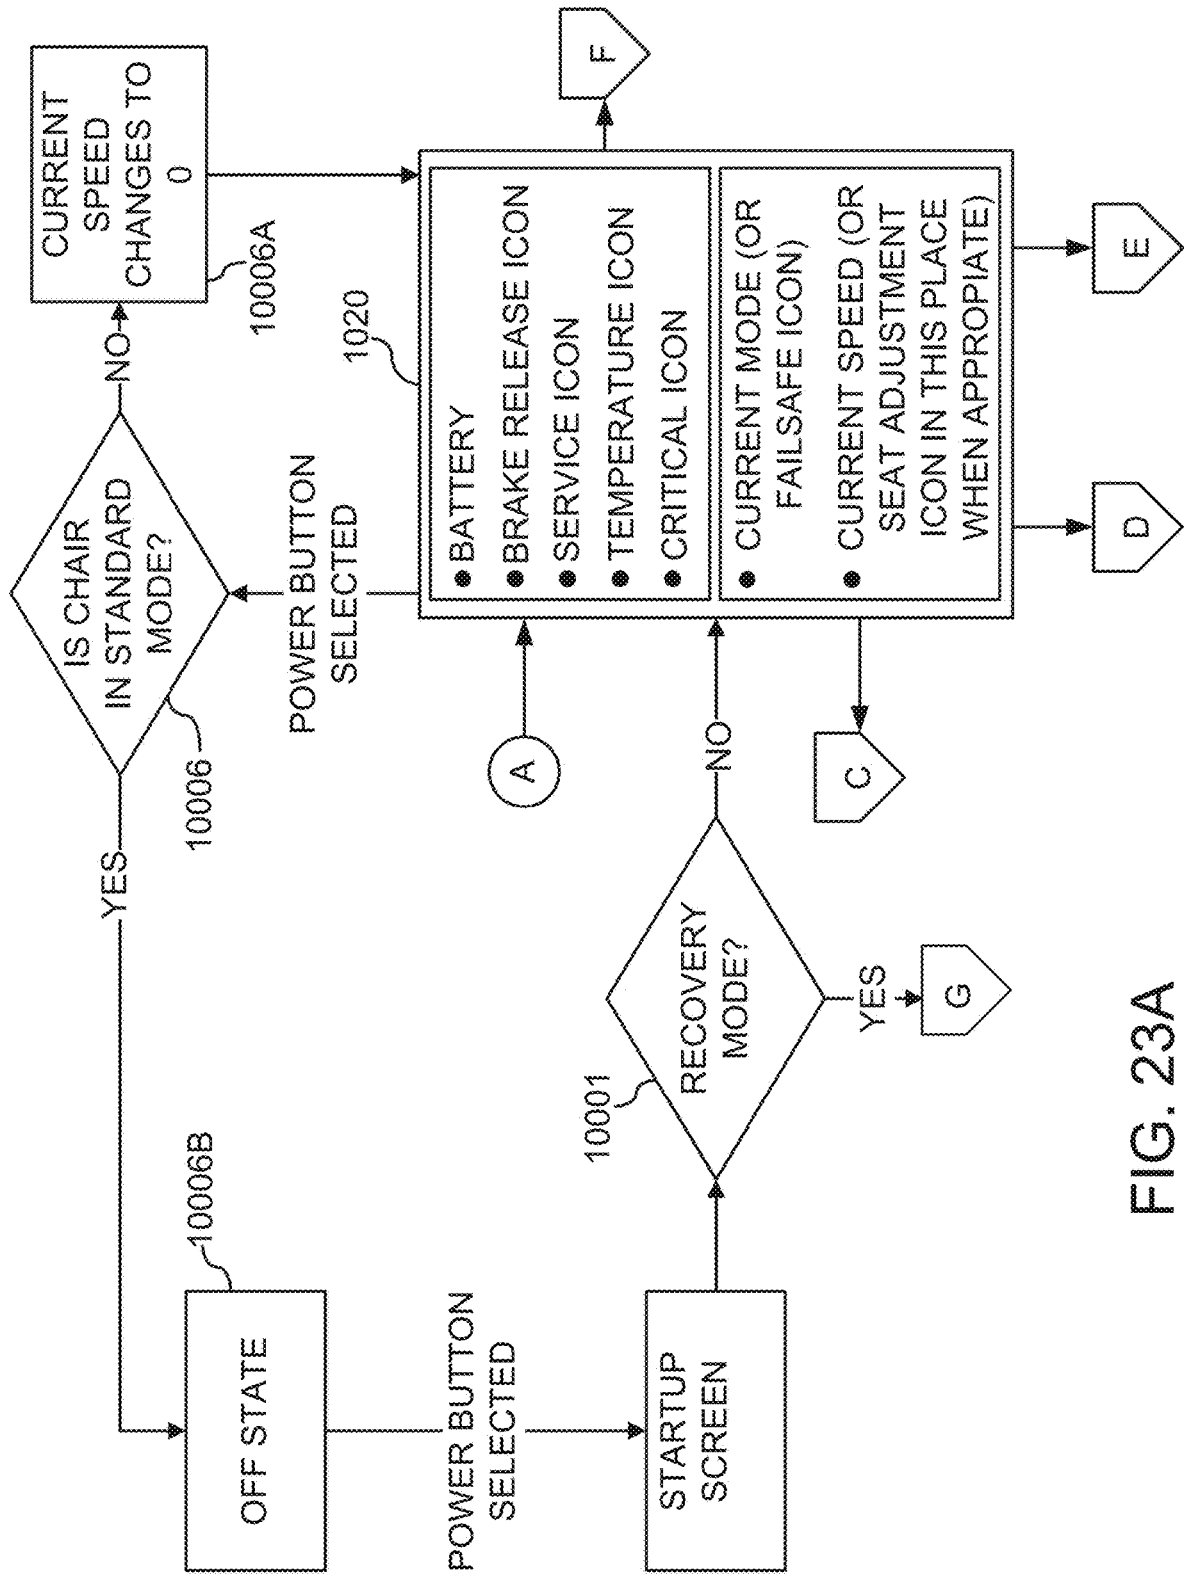 YES
10006
IS CHAIR
IN STANDARD
MODE?
NO
CURRENT
SPEED
CHANGES TO
0
10006A
10006B
OFF STATE
POWER BUTTON
SELECTED
1020
POWER BUTTON
SELECTED
A
● BATTERY
● BRAKE RELEASE ICON
● SERVICE ICON
● TEMPERATURE ICON
● CRITICAL ICON
● CURRENT MODE (OR
FAILSAFE ICON)
● CURRENT SPEED (OR
SEAT ADJUSTMENT
ICON IN THIS PLACE
WHEN APPROPIATE)
F
STARTUP
SCREEN
10001
RECOVERY
MODE?
NO
YES
G
C
D
E
FIG. 23A